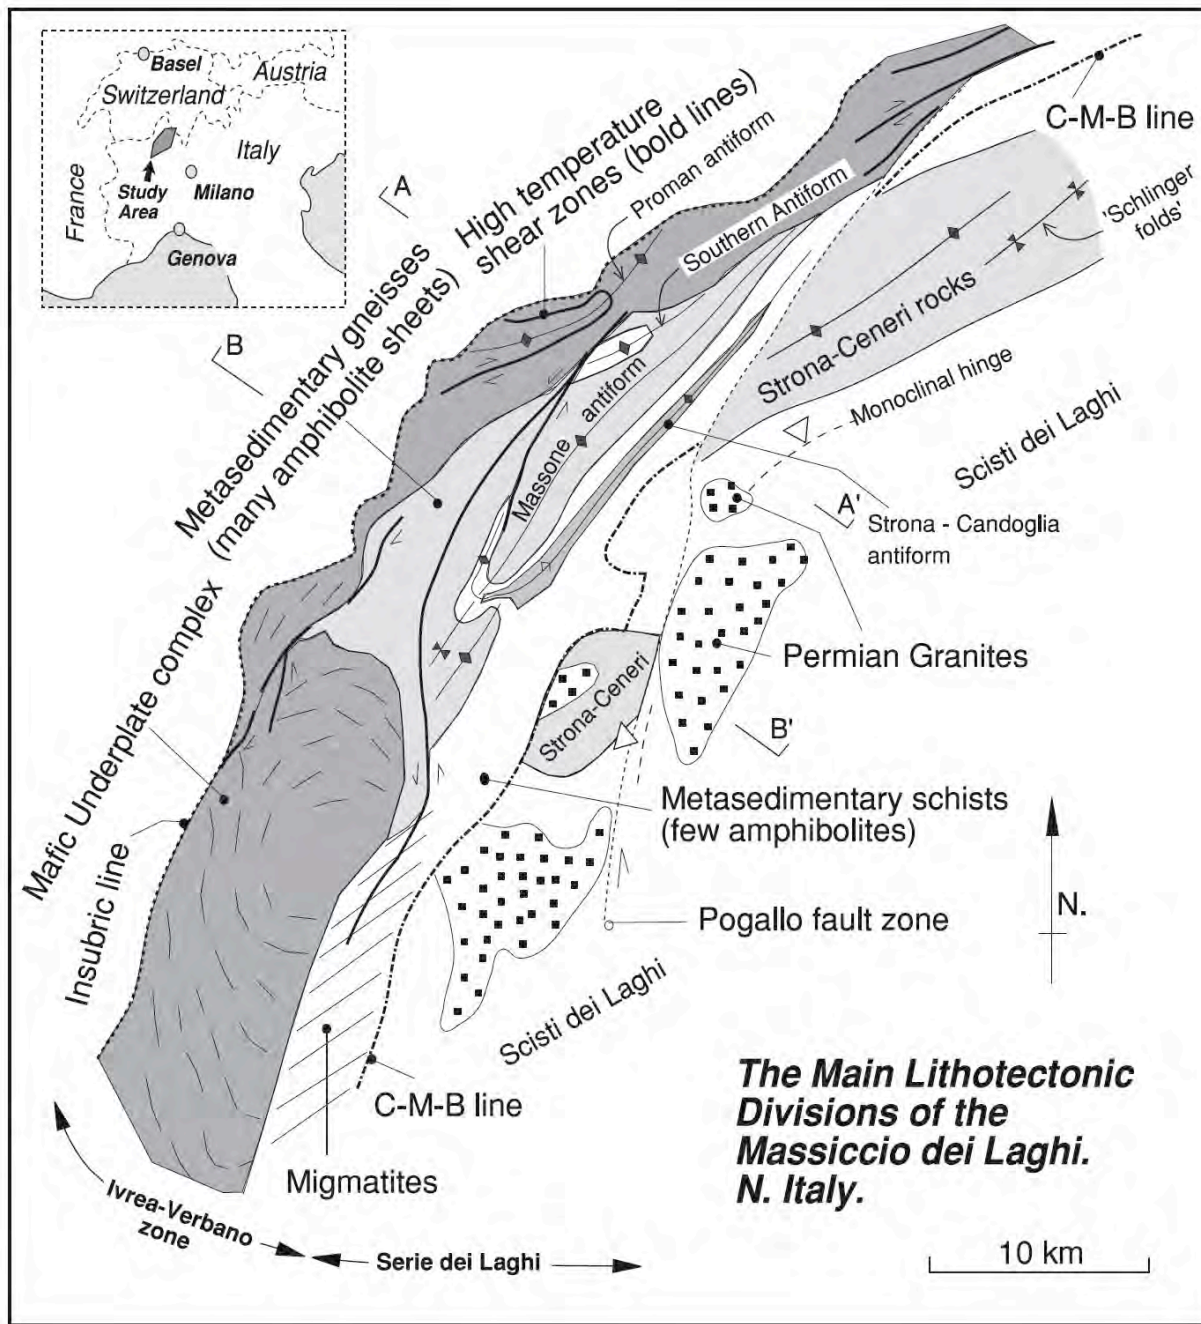 Basel
Switzerland
Austria
Italy
France
Study
Area
Milano
Genova
A
B
Mafic Underplate complex
Metasedimentary gneisses
(many amphibolite sheets)
High temperature
shear zones (bold lines)
Proman antiform
Southern Antiform
C-M-B line
'Schlinger
folds'
Strona-Ceneri rocks
Monoclinal hinge
Scisti dei Laghi
Massone antiform
A'
Strona - Candoglia
antiform
Permian Granites
Strona-Ceneri
B'
Metasedimentary schists
(few amphibolites)
Insubric line
Pogallo fault zone
N.
Scisti dei Laghi
C-M-B line
Migmatites
Ivrea-Verbano
zone
Serie dei Laghi
The Main Lithotectonic
Divisions of the
Massiccio dei Laghi.
N. Italy.
10 km